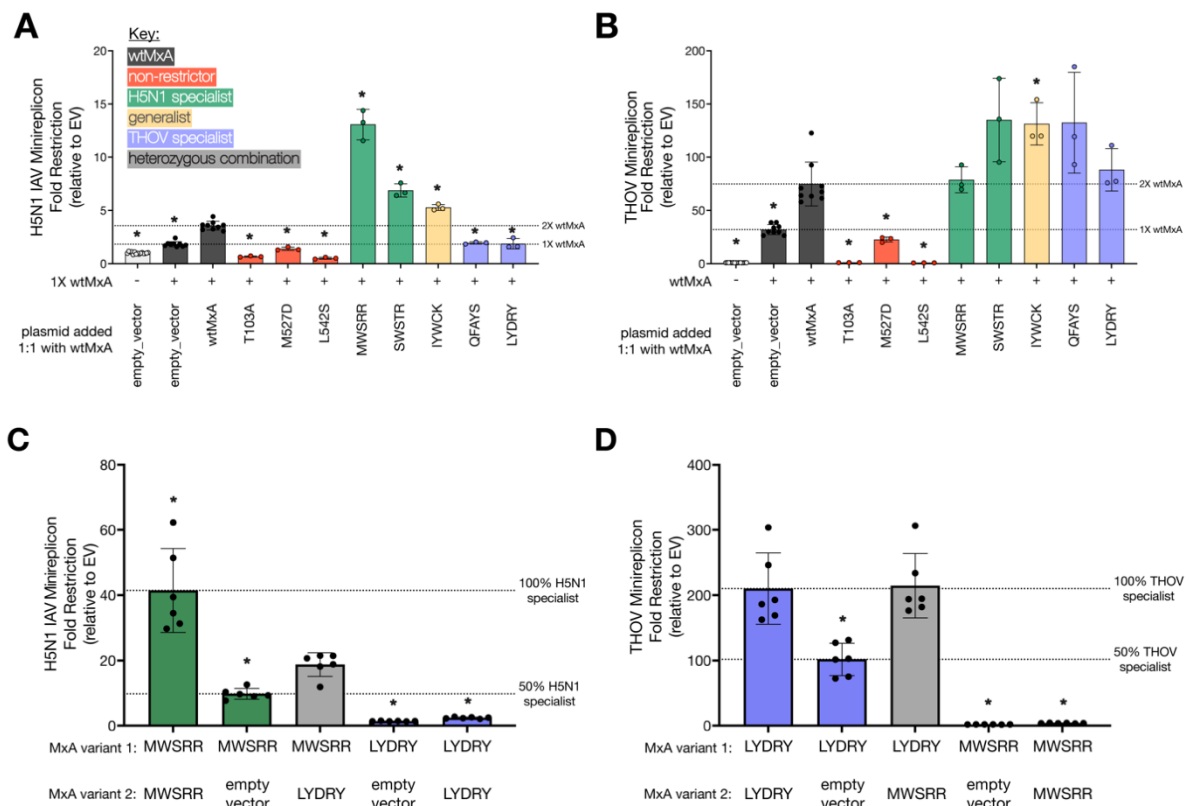 A
Key:
wtMxA
non-restrictor
H5N1 specialist
generalist
THOV specialist
heterozygous combination
H5N1 IAV Minireplicon
Fold Restriction
(relative to EV)
20
15
10
5
0
* * * * * * * * * *
2X wtMxA
1X wtMxA
1X wtMxA - + + + + + + + + + +
plasmid added
1:1 with wtMxA
empty_vector
empty_vector
wtMxA
T103A
M527D
L542S
MWSRR
SWSTR
IYWCK
QFAYS
LYDRY
B
THOV Minireplicon
Fold Restriction
(relative to EV)
200
150
100
50
0
* * * * * *
2X wtMxA
1X wtMxA
wtMxA - + + + + + + + + + +
plasmid added
1:1 with wtMxA
empty_vector
empty_vector
wtMxA
T103A
M527D
L542S
MWSRR
SWSTR
IYWCK
QFAYS
LYDRY
C
H5N1 IAV Minireplicon
Fold Restriction
(relative to EV)
80
60
40
20
0
* * * *
100% H5N1
specialist
50% H5N1
specialist
MxA variant 1: MWSRR MWSRR MWSRR LYDRY LYDRY
MxA variant 2: MWSRR empty vector LYDRY empty vector LYDRY
D
THOV Minireplicon
Fold Restriction
(relative to EV)
400
300
200
100
0
* * *
100% THOV
specialist
50% THOV
specialist
MxA variant 1: LYDRY LYDRY LYDRY MWSRR MWSRR
MxA variant 2: LYDRY empty vector MWSRR empty vector MWSRR